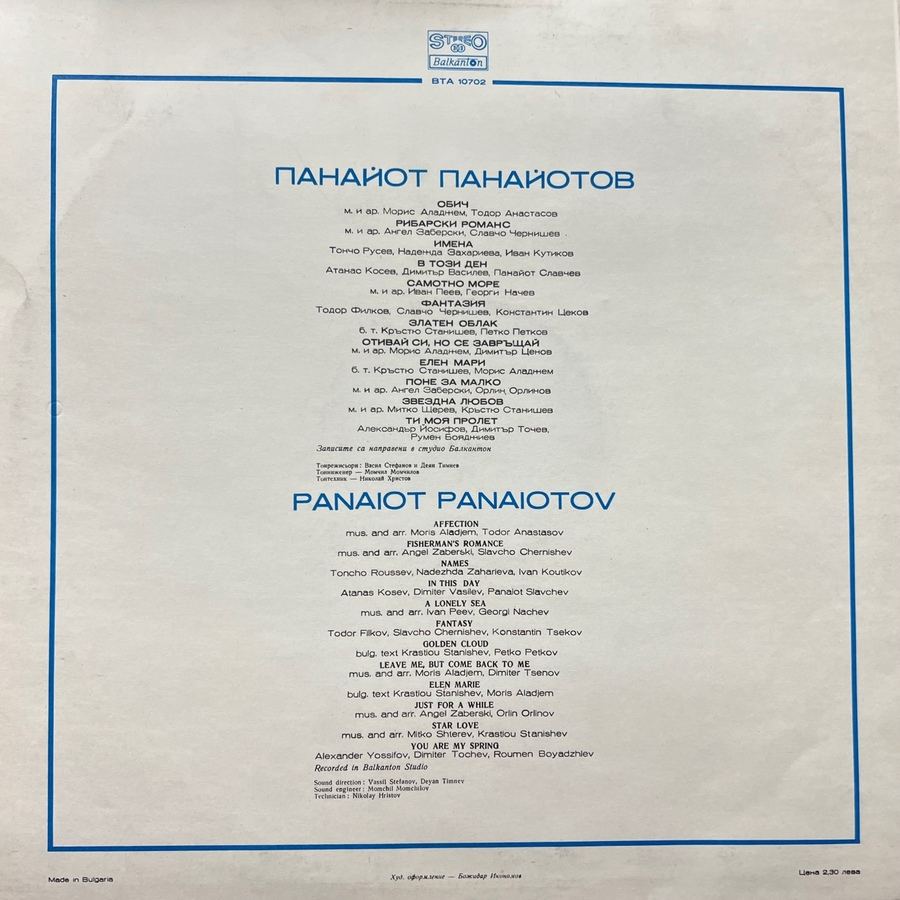 STEREO
Balkanton
BTA 10702
ПАНАЙОТ ПАНАЙОТОВ
ОБИЧ
м. и ар. Морис Аладжем, Тодор Анастасов
РИБАРСКИ РОМАНС
м. и ар. Ангел Заберски, Славчо Чернишев
ИМЕНА
Тончо Русев, Надежда Захариева, Иван Кутиков
В ТОЗИ ДЕН
Атанас Косев, Димитър Василев, Панайот Славчев
САМОТНО МОРЕ
м. и ар. Иван Пеев, Георги Начев
ФАНТАЗИЯ
Тодор Филков, Славчо Чернишев, Константин Цеков
ЗЛАТЕН ОБЛАК
б. т. Кръстю Станишев, Петко Петков
ОТИВАЙ СИ, НО СЕ ЗАВРЪЩАЙ
м. и ар. Морис Аладжем, Димитър Ценов
ЕЛЕН МАРИ
б. т. Кръстю Станишев, Морис Аладжем
ПОНЕ ЗА МАЛКО
м. и ар. Ангел Заберски, Орлин Орлинов
ЗВЕЗДНА ЛЮБОВ
м. и ар. Митко Щерев, Кръстю Станишев
ТИ МОЯ ПРОЛЕТ
Александър Йосифов, Димитър Точев,
Румен Бояджиев
Записите са направени в студио Балкантон
Тонрежисьори: Васил Стефанов и Деян Тимнев
Тонинженер — Момчил Момчилов
Тонтехник — Николай Христов
PANAIOT PANAIOTOV
AFFECTION
mus. and arr. Moris Aladjem, Todor Anastasov
FISHERMAN'S ROMANCE
mus. and arr. Angel Zaberski, Slavcho Chernishev
NAMES
Toncho Roussev, Nadezhda Zaharieva, Ivan Koutikov
IN THIS DAY
Atanas Kosev, Dimiter Vasilev, Panaiot Slavchev
A LONELY SEA
mus. and arr. Ivan Peev, Georgi Nachev
FANTASY
Todor Filkov, Slavcho Chernishev, Konstantin Tsekov
GOLDEN CLOUD
bulg. text Krastiou Stanishev, Petko Petkov
LEAVE ME, BUT COME BACK TO ME
mus. and arr. Moris Aladjem, Dimiter Tsenov
ELEN MARIE
bulg. text Krastiou Stanishev, Moris Aladjem
JUST FOR A WHILE
mus. and arr. Angel Zaberski, Orlin Orlinov
STAR LOVE
mus. and arr. Mitko Shterev, Krastiou Stanishev
YOU ARE MY SPRING
Alexander Yossifov, Dimiter Tochev, Roumen Boyadzhiev
Recorded in Balkanton Studio
Sound direction: Vassil Stefanov, Deyan Timnev
Sound engineer: Momchil Momchilov
Technician: Nikolay Hristov
Made in Bulgaria
Худ. оформление — Божидар Икономов
Цена 2,30 лева